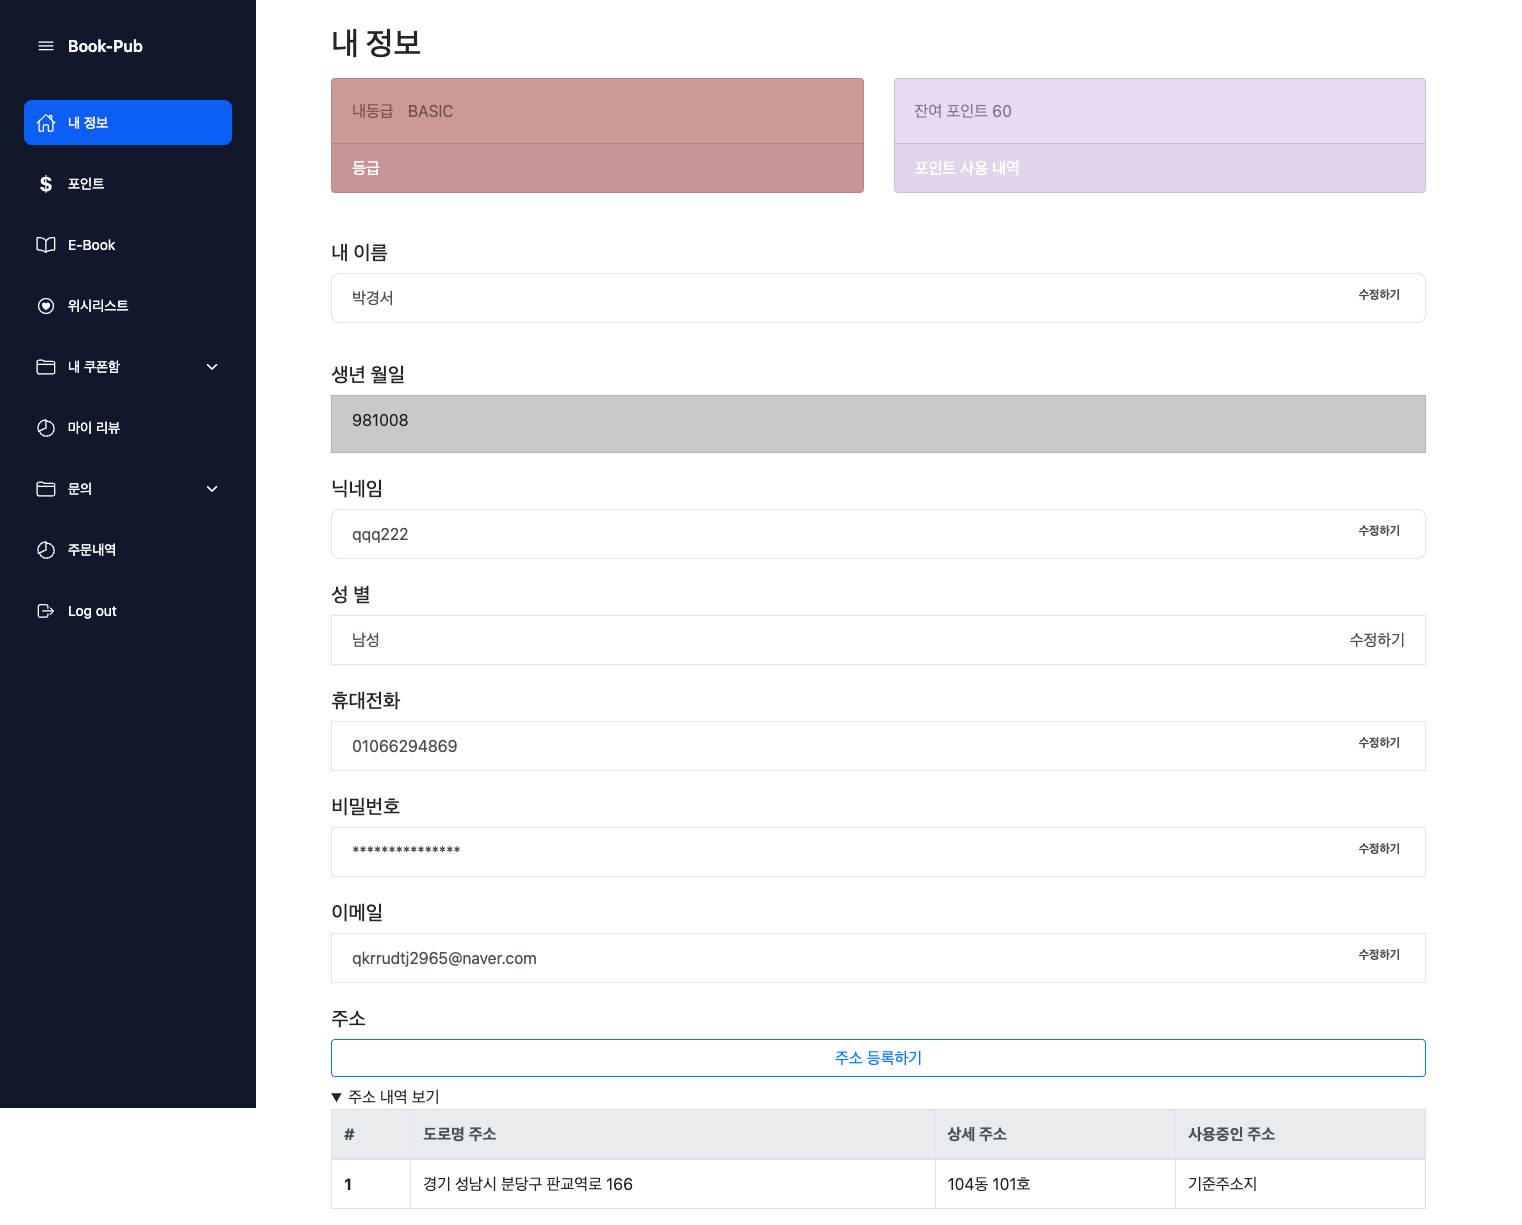 Book-Pub
내 정보
포인트
E-Book
위시리스트
내 쿠폰함
마이 리뷰
문의
주문내역
Log out
내 정보
내등급 BASIC
등급
잔여 포인트 60
포인트 사용 내역
내 이름
박경서 수정하기
생년 월일
981008
닉네임
qqq222 수정하기
성 별
남성 수정하기
휴대전화
01066294869 수정하기
비밀번호
*************** 수정하기
이메일
qkrrudtj2965@naver.com 수정하기
주소
주소 등록하기
▼ 주소 내역 보기
# 도로명 주소 상세 주소 사용중인 주소
1 경기 성남시 분당구 판교역로 166 104동 101호 기준주소지